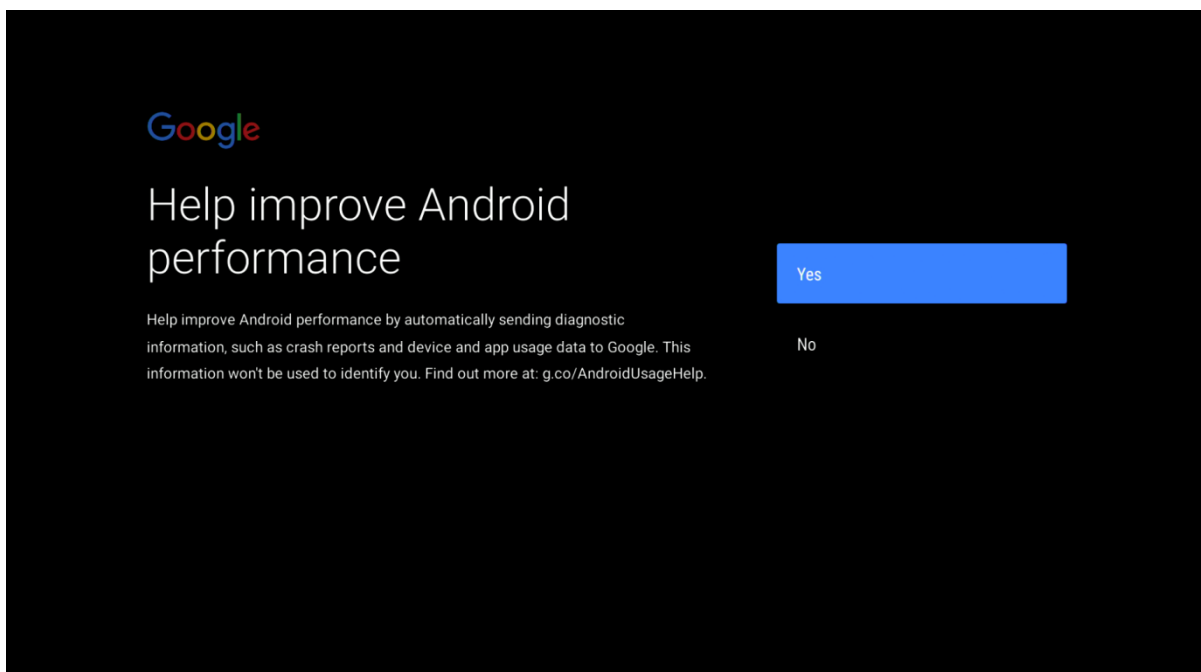 Google
Help improve Android
performance
Help improve Android performance by automatically sending diagnostic
information, such as crash reports and device and app usage data to Google. This
information won't be used to identify you. Find out more at: g.co/AndroidUsageHelp.
Yes
No